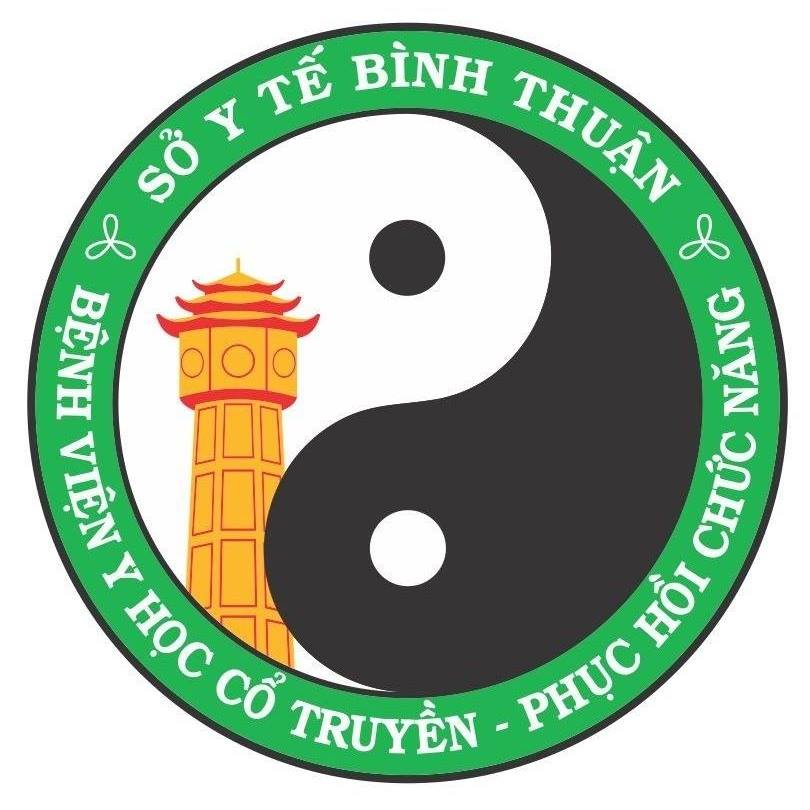 SỞ Y TẾ BÌNH THUẬN
BỆNH VIỆN Y HỌC CỔ TRUYỀN - PHỤC HỒI CHỨC NĂNG